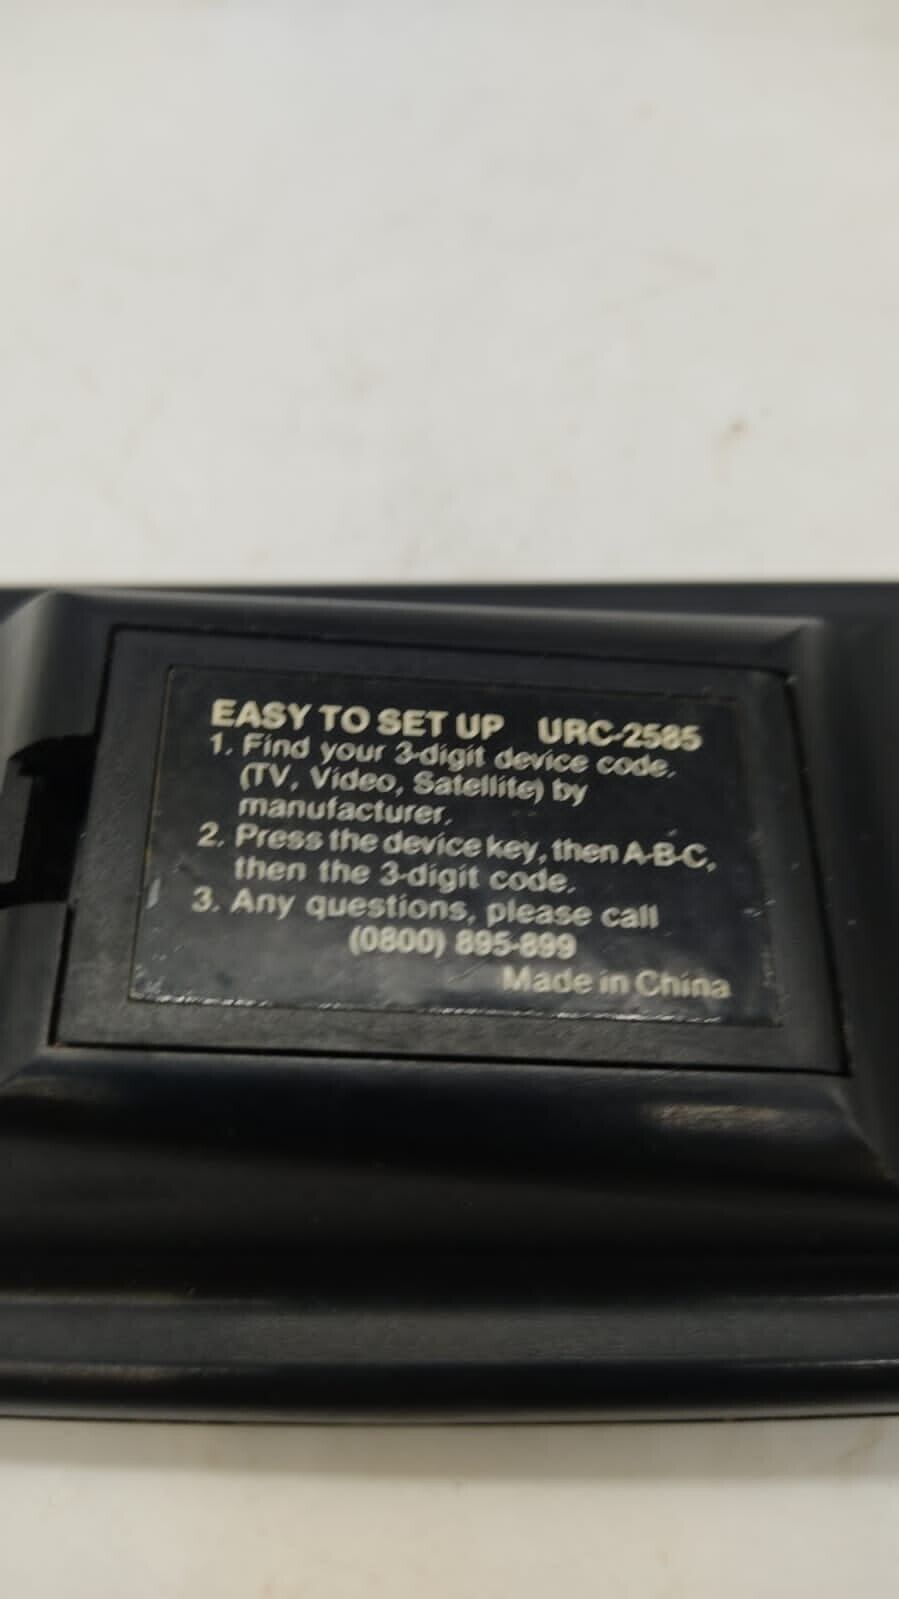 EASY TO SET UP URC-2585
1. Find your 3-digit device code.
(TV, Video, Satellite) by
manufacturer.
2. Press the device key, then A-B-C,
then the 3-digit code.
3. Any questions, please call
(0800) 895-899
Made in China